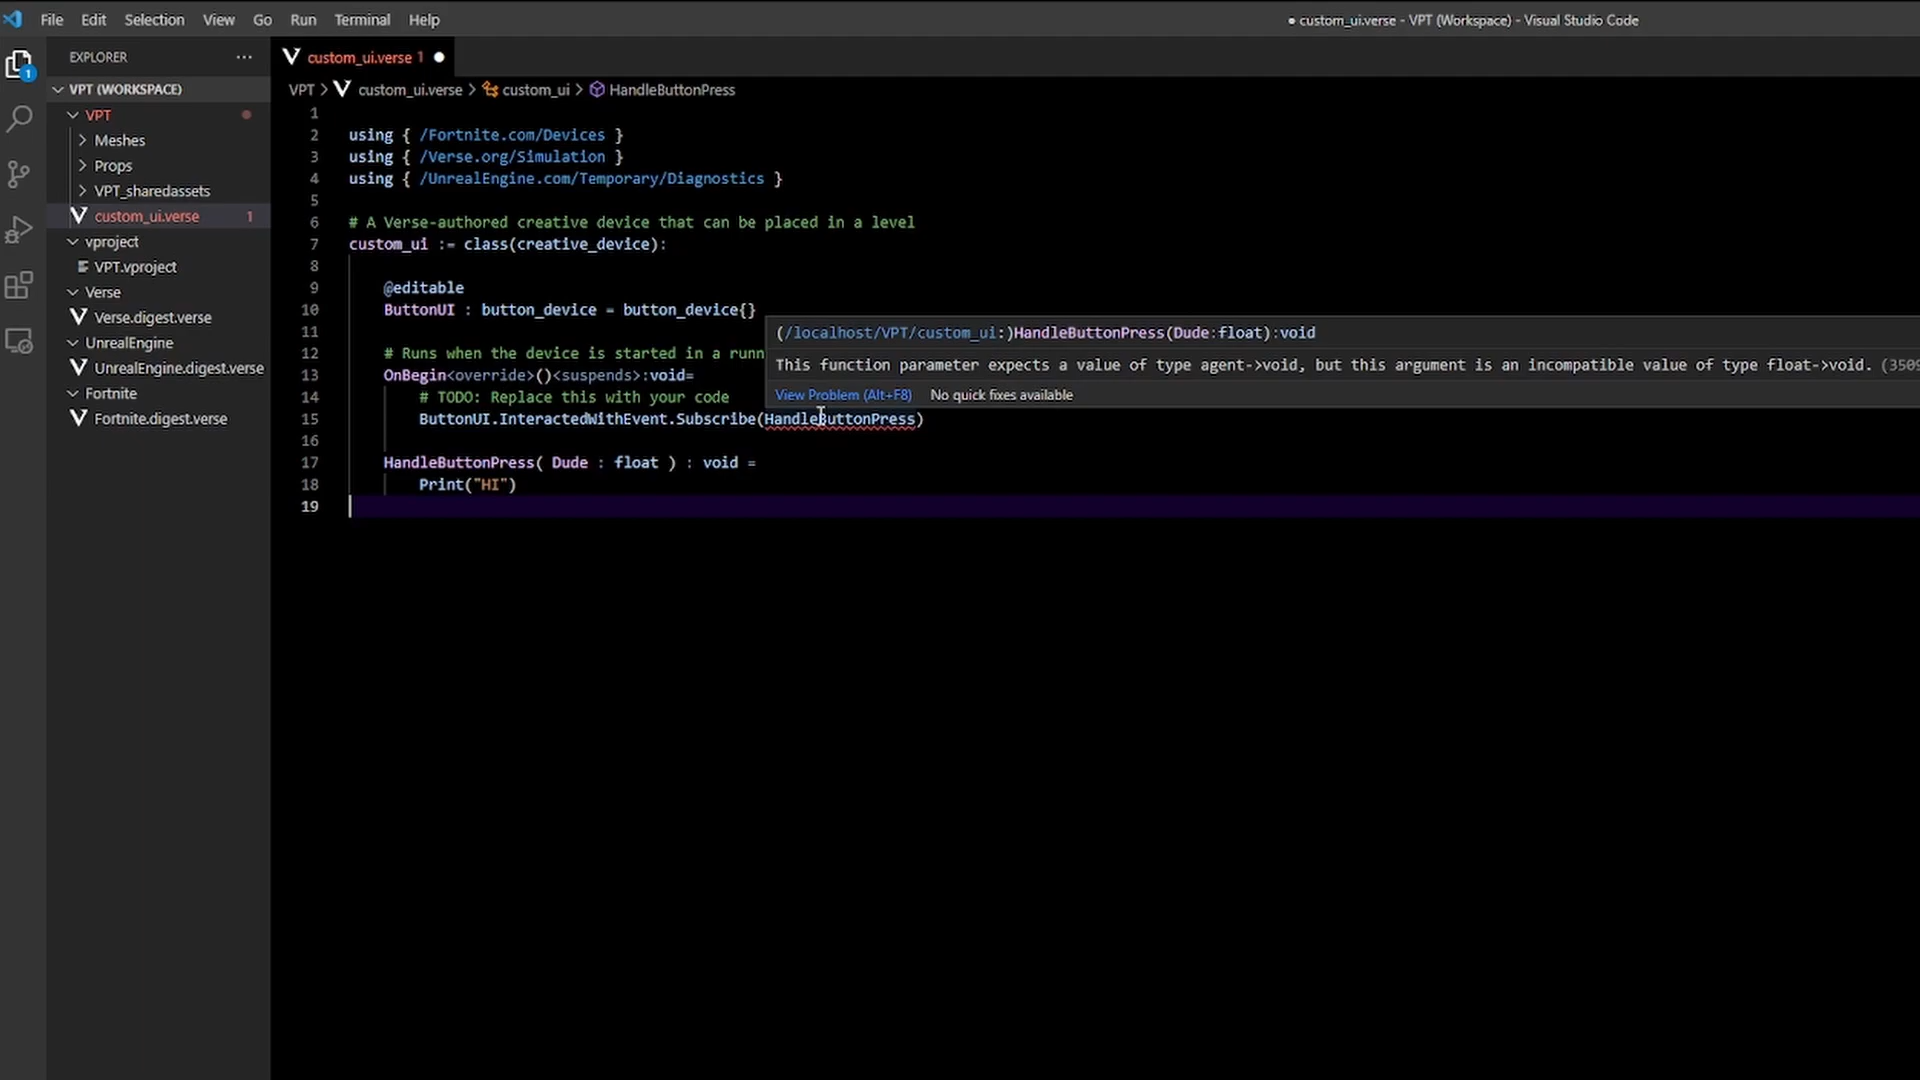 File Edit Selection View Go Run Terminal Help
● custom_ui.verse - VPT (Workspace) - Visual Studio Code
1
EXPLORER ...
VPT (WORKSPACE)
VPT
Meshes
Props
VPT_sharedassets
custom_ui.verse 1
vproject
VPT.vproject
Verse
Verse.digest.verse
UnrealEngine
UnrealEngine.digest.verse
Fortnite
Fortnite.digest.verse
custom_ui.verse 1
VPT > custom_ui.verse > custom_ui > HandleButtonPress
1
2 using { /Fortnite.com/Devices }
3 using { /Verse.org/Simulation }
4 using { /UnrealEngine.com/Temporary/Diagnostics }
5
6 # A Verse-authored creative device that can be placed in a level
7 custom_ui := class(creative_device):
8
9 @editable
10 ButtonUI : button_device = button_device{}
11
12 # Runs when the device is started in a runn
13 OnBegin<override>()<suspends>:void=
14 # TODO: Replace this with your code
15 ButtonUI.InteractedWithEvent.Subscribe(HandleButtonPress)
16
17 HandleButtonPress( Dude : float ) : void =
18 Print("HI")
19
(/localhost/VPT/custom_ui:)HandleButtonPress(Dude:float):void
This function parameter expects a value of type agent->void, but this argument is an incompatible value of type float->void. (3509
View Problem (Alt+F8) No quick fixes available